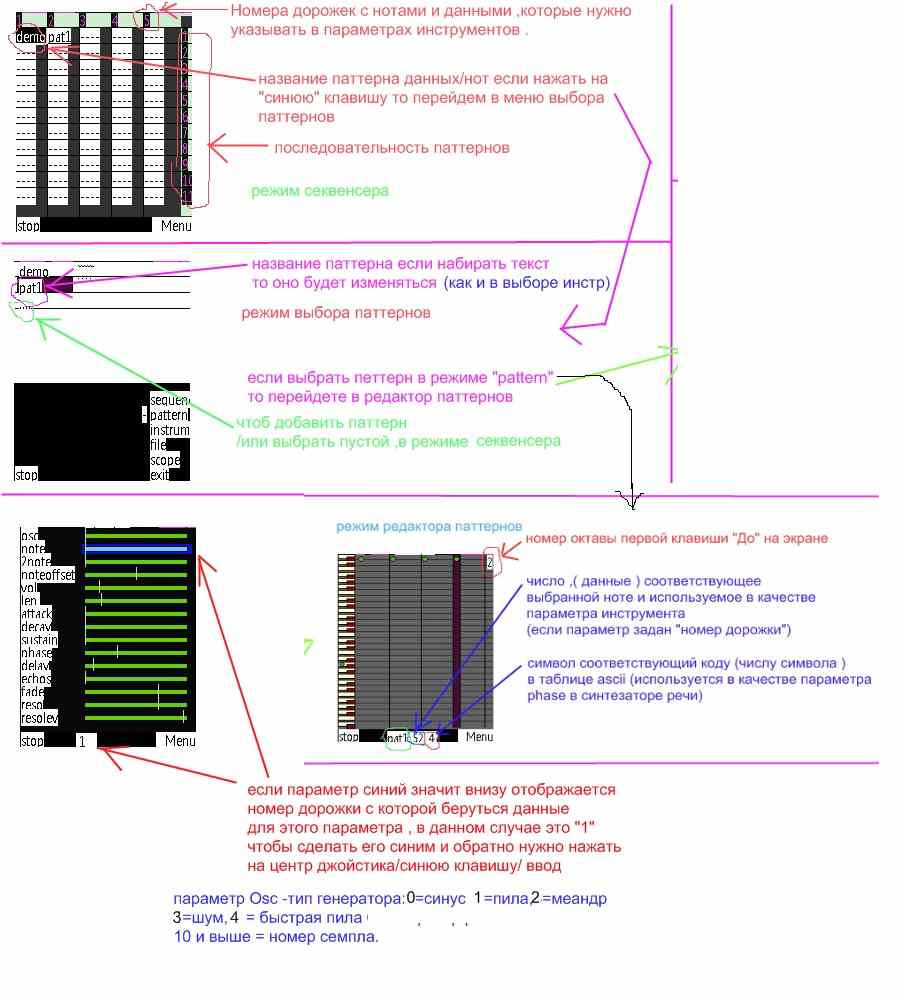 1 2 3 4 5
Номера дорожек с нотами и данными ,которые нужно
указывать в параметрах инструментов .
demo pat1
1
2
3
4
5
6
7
8
9
10
11
название паттерна данных/нот если нажать на
"синюю" клавишу то перейдем в меню выбора
паттернов
последовательность паттернов
режим секвенсера
stop Menu
demo
pat1
название паттерна если набирать текст
то оно будет изменяться (как и в выборе инстр)
режим выбора паттернов
если выбрать петтерн в режиме "pattern"
то перейдете в редактор паттернов
чтоб добавить паттерн
/или выбрать пустой ,в режиме секвенсера
sequen
pattern
instrum
file
scope
exit
stop
osc
note
2note
noteoffset
vol
len
attack
decay
sustain
phase
delay
echos
fade
reso
resolev
stop 1 Menu
режим редактора паттернов
номер октавы первой клавиши "До" на экране
2
число ,( данные ) соответствующее
выбранной ноте и используемое в качестве
параметра инструмента
(если параметр задан "номер дорожки")
символ соответствующий коду (числу символа )
в таблице ascii (используется в качестве параметра
phase в синтезаторе речи)
7
stop pat1 52 4 Menu
если параметр синий значит внизу отображается
номер дорожки с которой беруться данные
для этого параметра , в данном случае это "1"
чтобы сделать его синим и обратно нужно нажать
на центр джойстика/синюю клавишу/ ввод
параметр Osc -тип генератора:0=синус 1=пила,2=меандр
3=шум, 4 = быстрая пила
10 и выше = номер семпла.